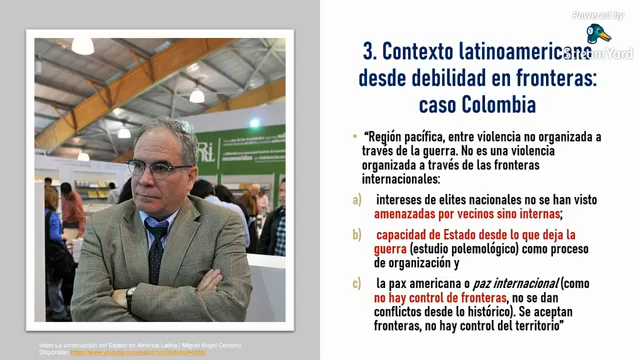 Powered by
StreamYard
3. Contexto latinoamericano
desde debilidad en fronteras:
caso Colombia
• “Región pacífica, entre violencia no organizada a
través de la guerra. No es una violencia
organizada a través de las fronteras
internacionales:
a) intereses de elites nacionales no se han visto
amenazadas por vecinos sino internas;
b) capacidad de Estado desde lo que deja la
guerra (estudio polemológico) como proceso
de organización y
c) la pax americana o paz internacional (como
no hay control de fronteras, no se dan
conflictos desde lo histórico). Se aceptan
fronteras, no hay control del territorio”
video La construcción del Estado en América Latina | Miguel Ángel Centeno.
Disponible: